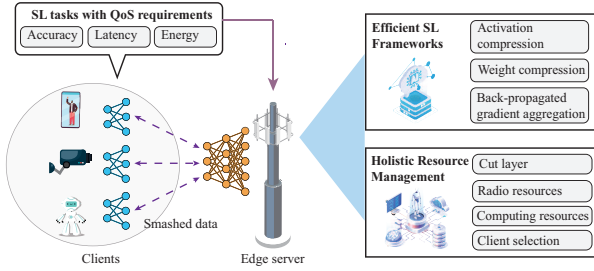 SL tasks with QoS requirements
Accuracy
Latency
Energy
Smashed data
Clients
Edge server
Efficient SL
Frameworks
Activation
compression
Weight compression
Back-propagated
gradient aggregation
Holistic Resource
Management
Cut layer
Radio resources
Computing resources
Client selection